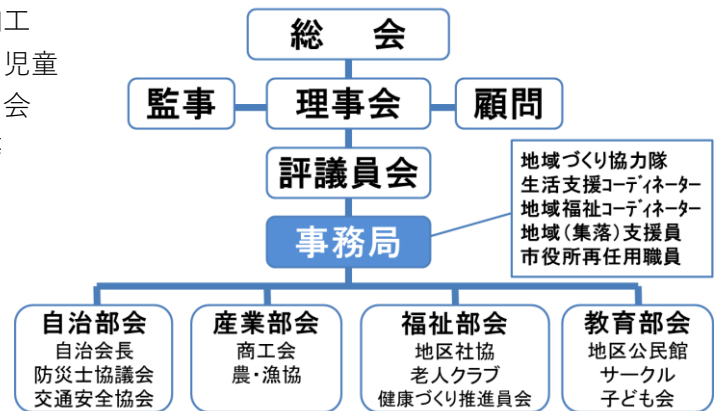 工
児童
会
総　会
監事
理事会
顧問
評議員会
事務局
地域づくり協力隊
生活支援コーディネーター
地域福祉コーディネーター
地域(集落)支援員
市役所再任用職員
自治部会
自治会長
防災士協議会
交通安全協会
産業部会
商工会
農・漁協
福祉部会
地区社協
老人クラブ
健康づくり推進員会
教育部会
地区公民館
サークル
子ども会